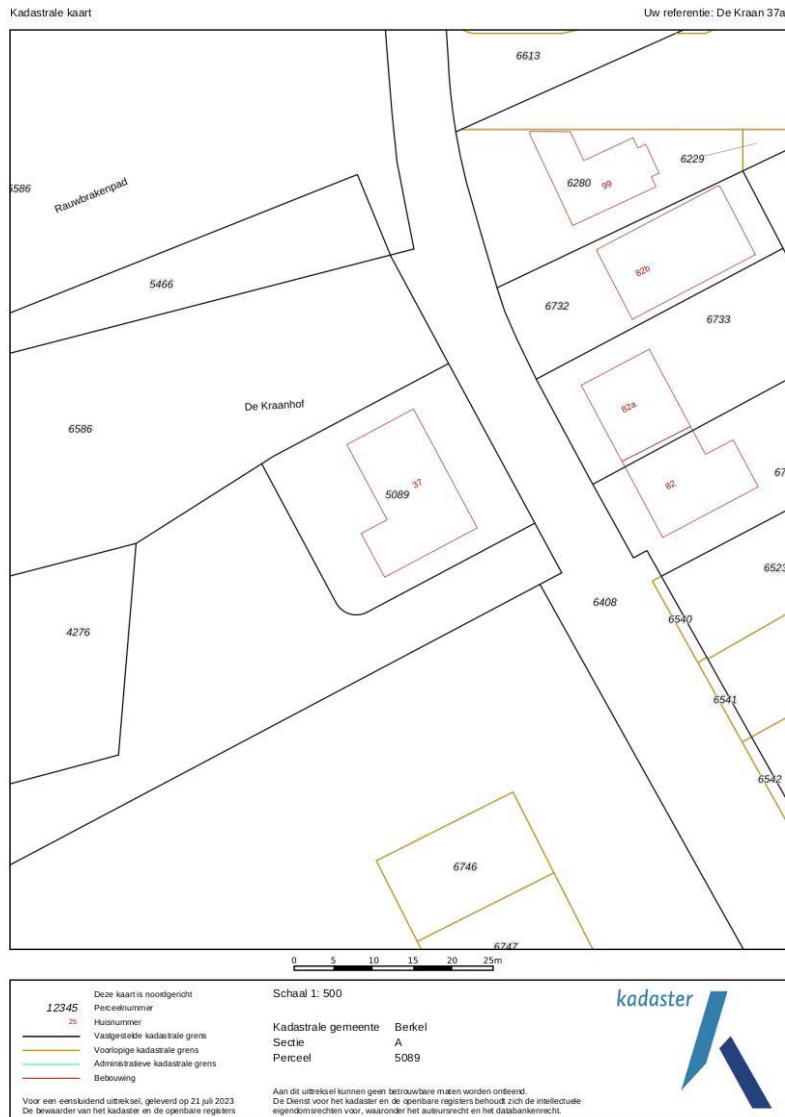 Kadastrale kaart
Uw referentie: De Kraan 37a
6613
6229
6280
99
5586
Rauwbrakenpad
82b
5466
6732
6733
82a
De Kraanhof
6586
37
5089
82
67
6523
6408
6540
4276
6541
6542
6746
6747
0 5 10 15 20 25m
Deze kaart is noordgericht
12345 Perceelnummer
25 Huisnummer
Vastgestelde kadastrale grens
Voorlopige kadastrale grens
Administratieve kadastrale grens
Bebouwing
Voor een eensluidend uittreksel, geleverd op 21 juli 2023
De bewaarder van het kadaster en de openbare registers
Schaal 1: 500
Kadastrale gemeente Berkel
Sectie A
Perceel 5089
Aan dit uittreksel kunnen geen betrouwbare maten worden ontleend.
De Dienst voor het kadaster en de openbare registers behoudt zich de intellectuele
eigendomsrechten voor, waaronder het auteursrecht en het databankenrecht.
kadaster